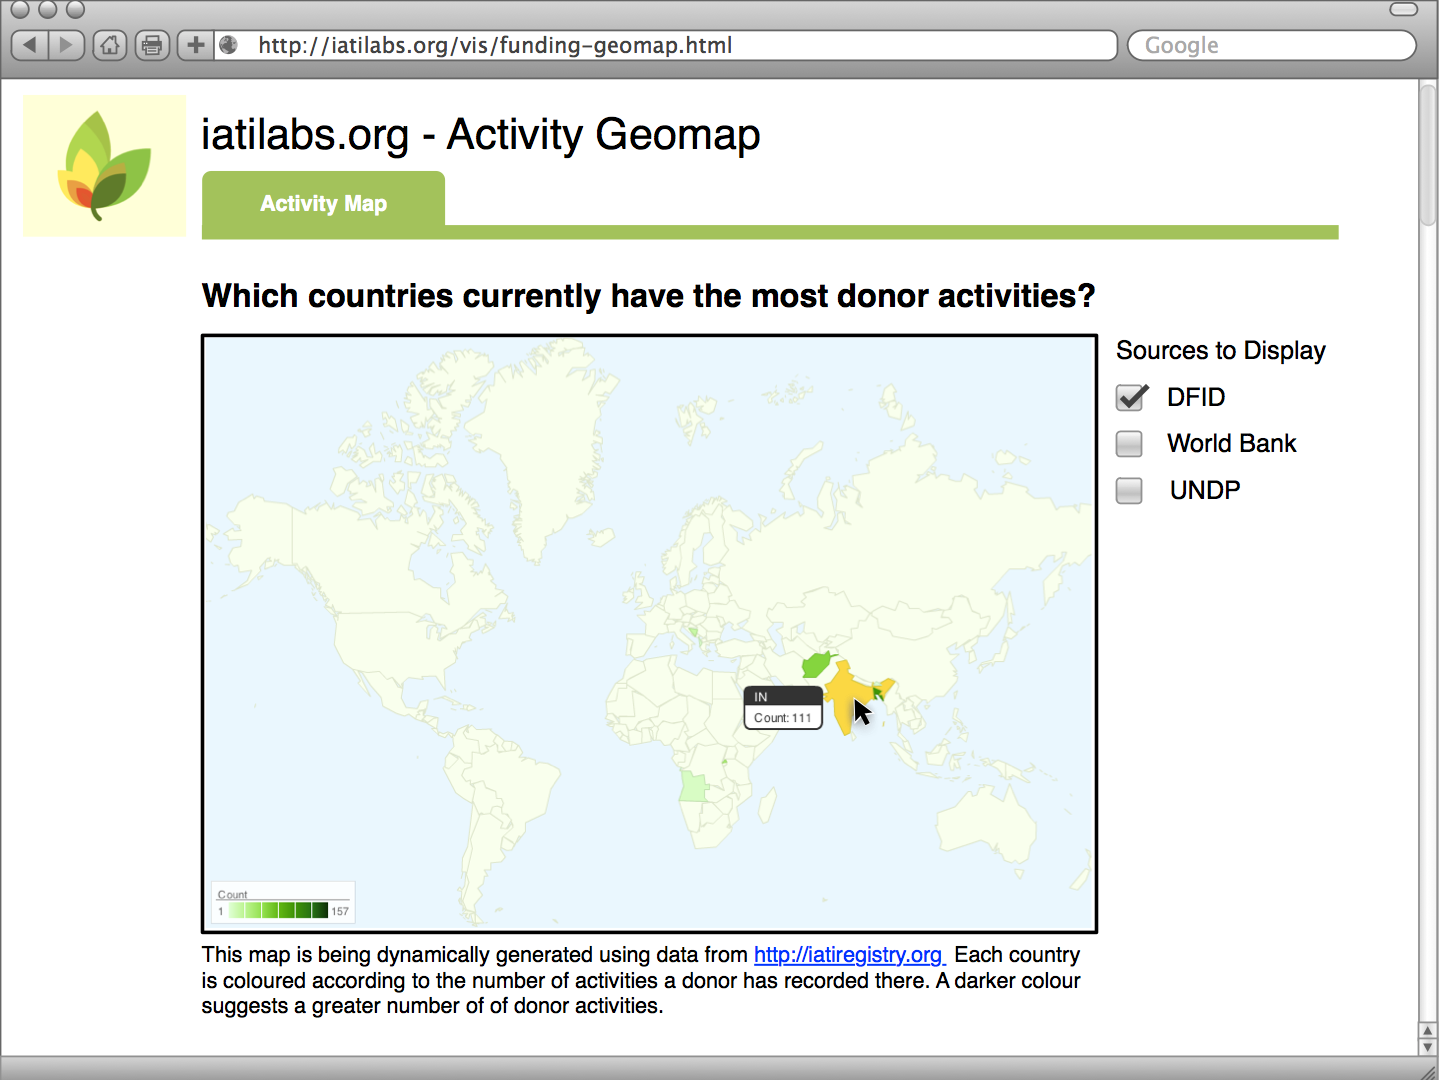 http://iatilabs.org/vis/funding-geomap.html
Google
iatilabs.org - Activity Geomap
Activity Map
Which countries currently have the most donor activities?
Sources to Display
DFID
World Bank
UNDP
IN
Count: 111
Count
1 157
This map is being dynamically generated using data from http://iatiregistry.org Each country
is coloured according to the number of activities a donor has recorded there. A darker colour
suggests a greater number of of donor activities.